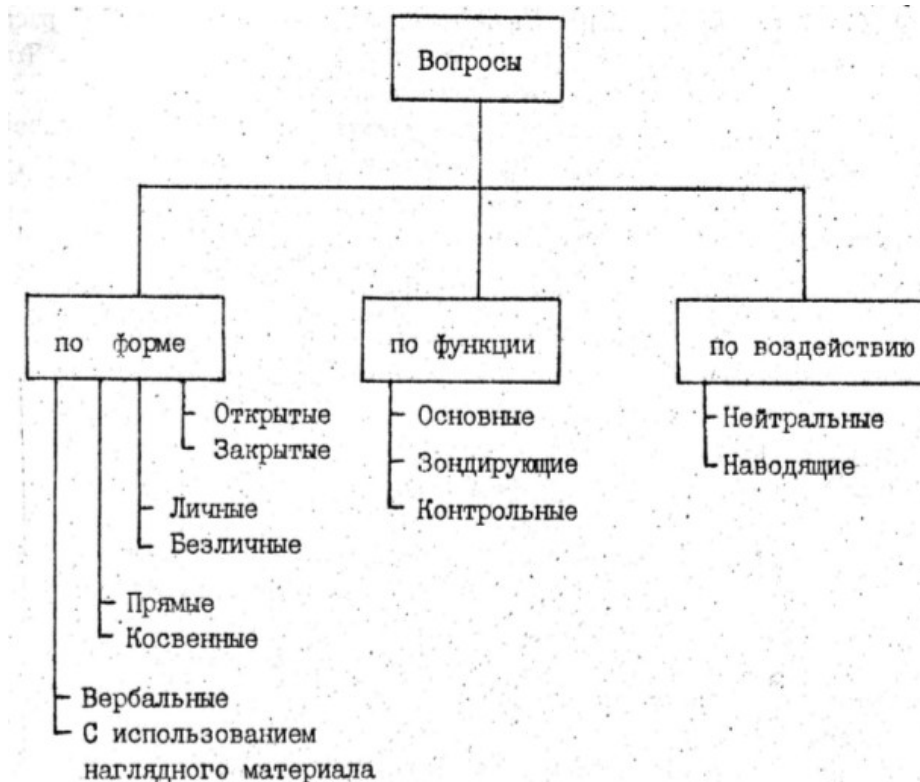 Вопросы
по форме
Открытые
Закрытые
Личные
Безличные
Прямые
Косвенные
Вербальные
С использованием
наглядного материала
по функции
Основные
Зондирующие
Контрольные
по воздействию
Нейтральные
Наводящие